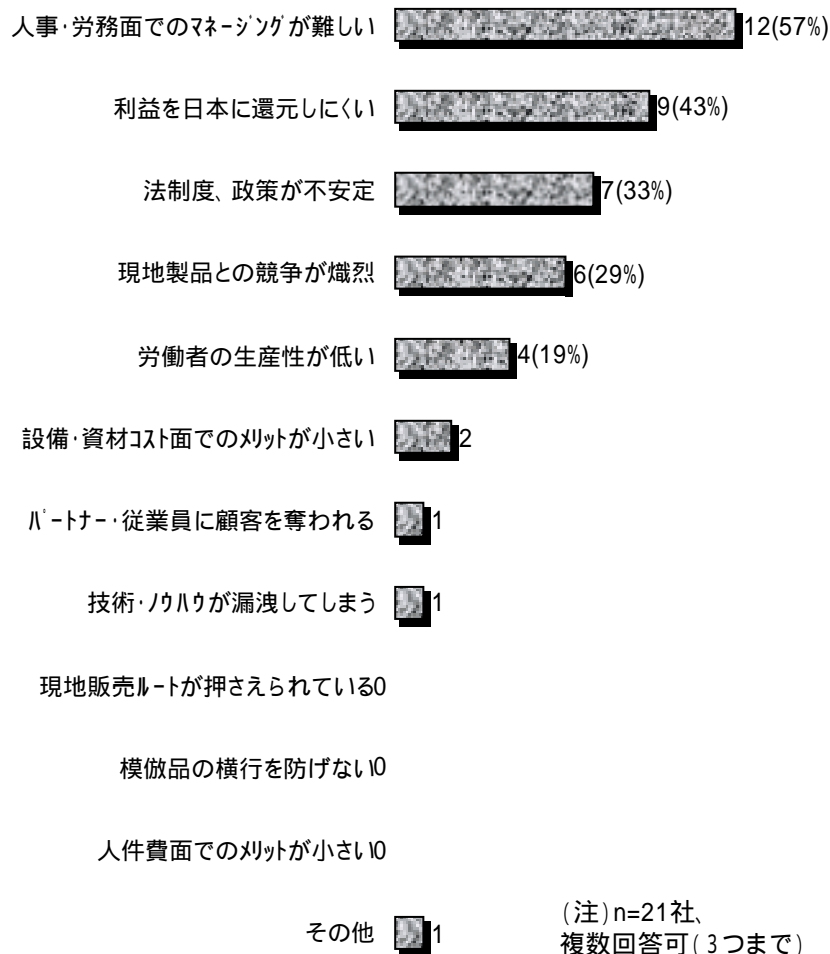 人事･労務面でのﾏﾈｰｼﾞﾝｸﾞが難しい 12(57%)
利益を日本に還元しにくい 9(43%)
法制度、政策が不安定 7(33%)
現地製品との競争が熾烈 6(29%)
労働者の生産性が低い 4(19%)
設備･資材ｺｽﾄ面でのﾒﾘｯﾄが小さい 2
ﾊﾟｰﾄﾅｰ･従業員に顧客を奪われる 1
技術･ﾉｳﾊｳが漏洩してしまう 1
現地販売ﾙｰﾄが押さえられている 0
模倣品の横行を防げない 0
人件費面でのﾒﾘｯﾄが小さい 0
その他 1
(注)n=21社、
複数回答可(3つまで)